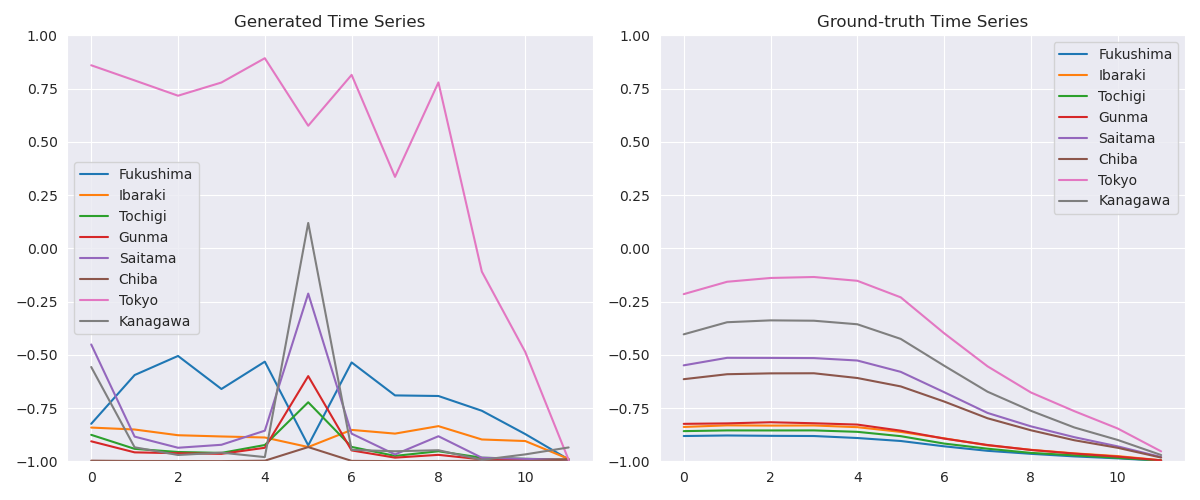 Generated Time Series
1.00
0.75
0.50
0.25
0.00
−0.25
−0.50
−0.75
−1.00
0 2 4 6 8 10
Fukushima
Ibaraki
Tochigi
Gunma
Saitama
Chiba
Tokyo
Kanagawa
Ground-truth Time Series
1.00
0.75
0.50
0.25
0.00
−0.25
−0.50
−0.75
−1.00
0 2 4 6 8 10
Fukushima
Ibaraki
Tochigi
Gunma
Saitama
Chiba
Tokyo
Kanagawa